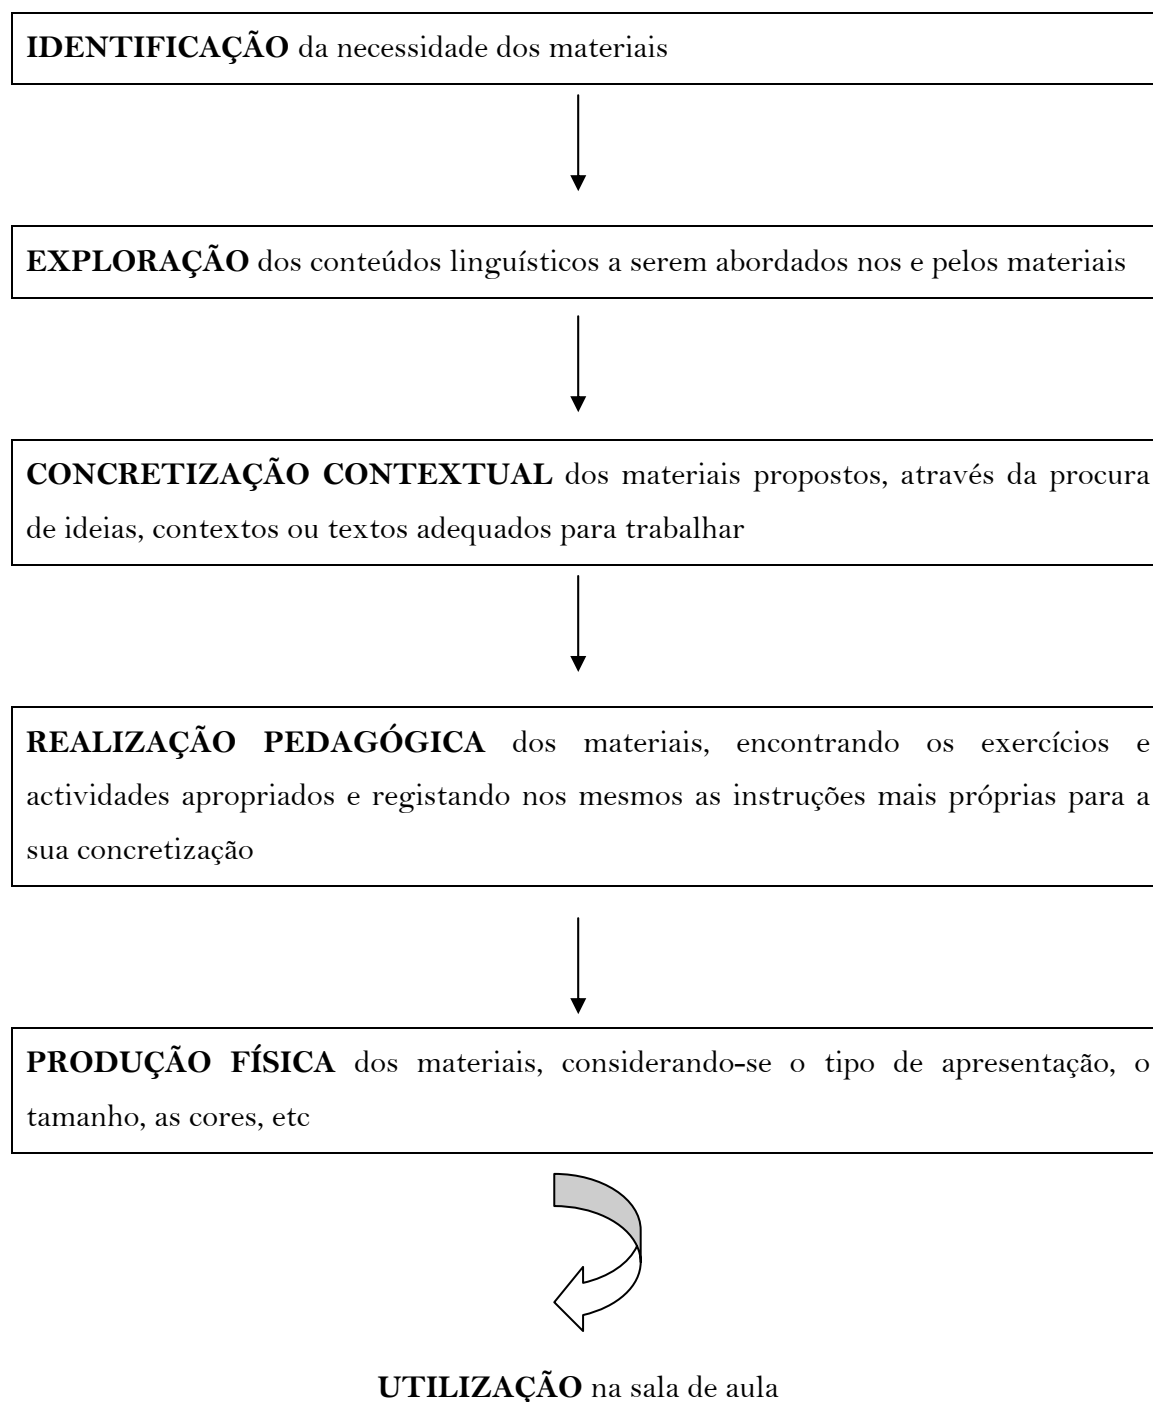 IDENTIFICAÇÃO da necessidade dos materiais
EXPLORAÇÃO dos conteúdos linguísticos a serem abordados nos e pelos materiais
CONCRETIZAÇÃO CONTEXTUAL dos materiais propostos, através da procura
de ideias, contextos ou textos adequados para trabalhar
REALIZAÇÃO PEDAGÓGICA dos materiais, encontrando os exercícios e
actividades apropriados e registando nos mesmos as instruções mais próprias para a
sua concretização
PRODUÇÃO FÍSICA dos materiais, considerando-se o tipo de apresentação, o
tamanho, as cores, etc
UTILIZAÇÃO na sala de aula